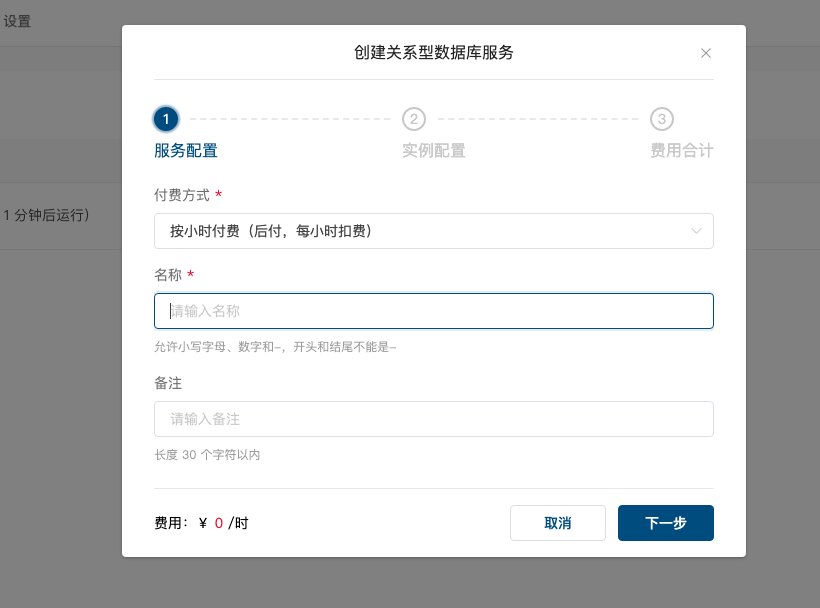 设置
创建关系型数据库服务
1
2
3
服务配置
实例配置
费用合计
付费方式 *
1 分钟后运行）
按小时付费（后付，每小时扣费）
名称 *
请输入名称
允许小写字母、数字和-，开头和结尾不能是-
备注
请输入备注
长度 30 个字符以内
费用： ¥ 0 /时
取消
下一步